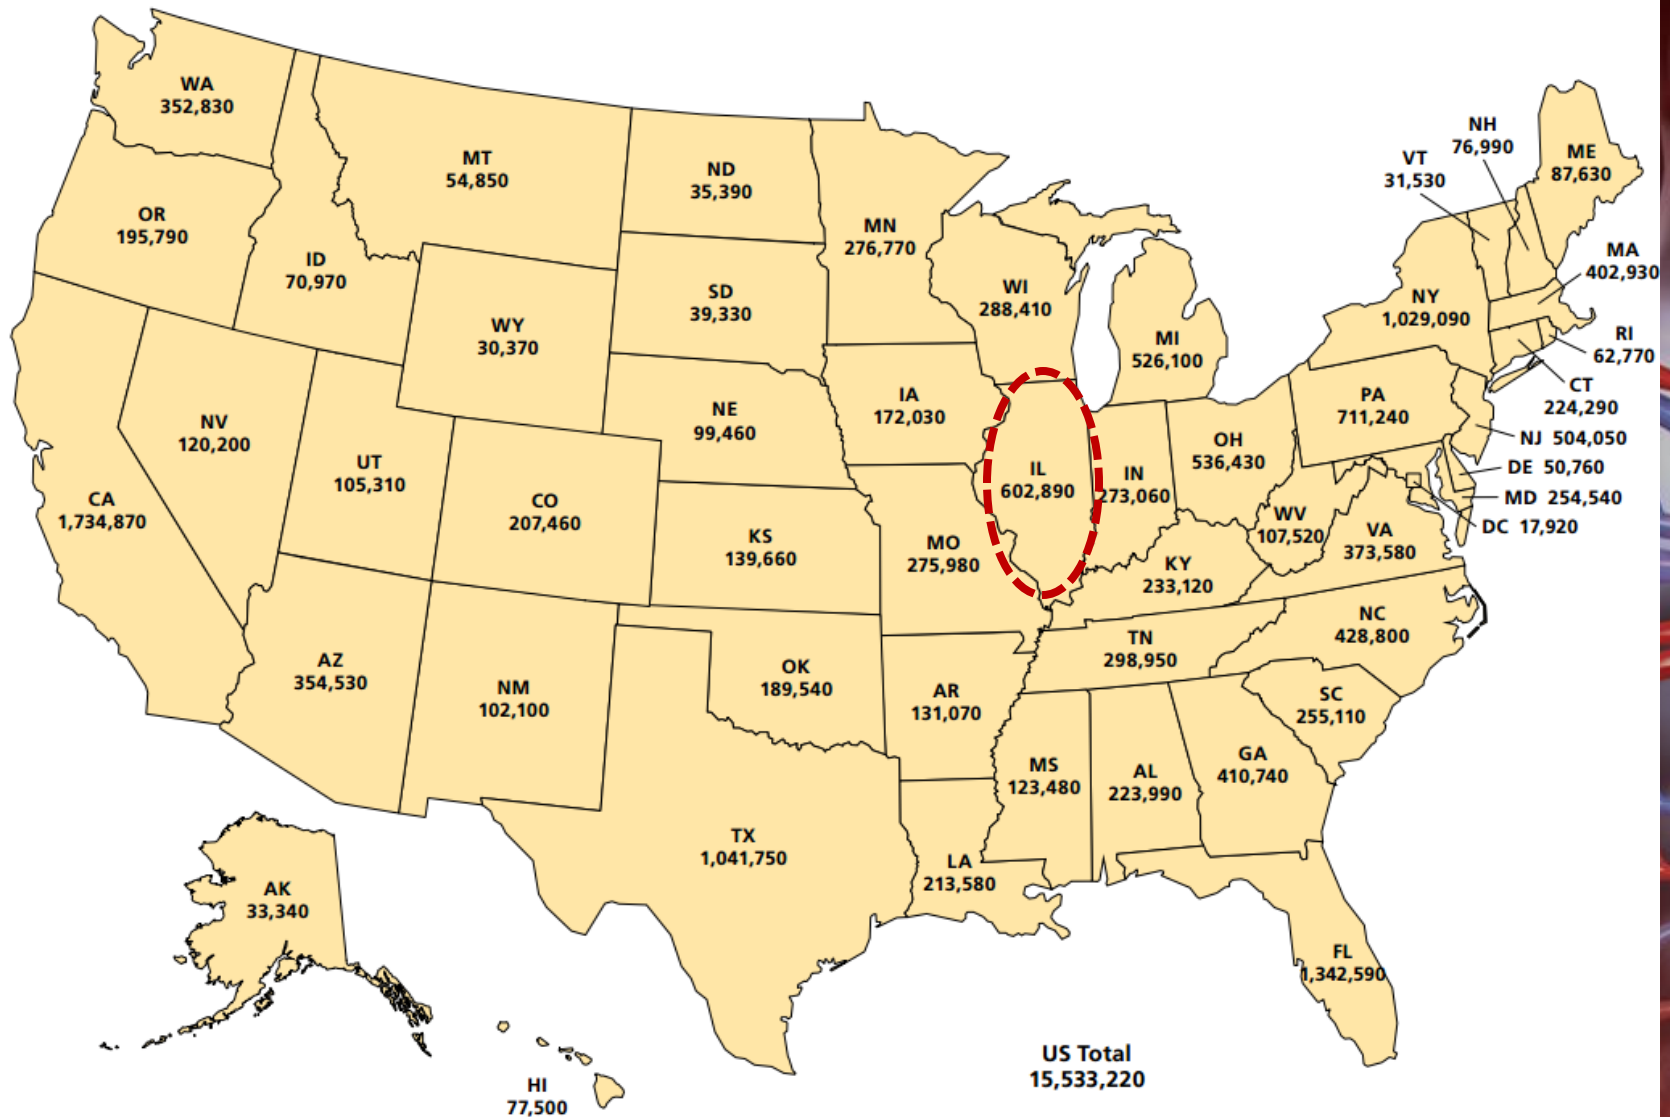 WA
352,830
MT
54,850
ND
35,390
MN
276,770
OR
195,790
ID
70,970
WY
30,370
SD
39,330
WI
288,410
MI
526,100
NH
76,990
VT
31,530
ME
87,630
MA
402,930
NY
1,029,090
RI
62,770
CT
224,290
NJ 504,050
DE 50,760
MD 254,540
DC 17,920
PA
711,240
OH
536,430
IN
273,060
IL
602,890
IA
172,030
NE
99,460
NV
120,200
UT
105,310
CA
1,734,870
CO
207,460
KS
139,660
MO
275,980
WV
107,520
VA
373,580
KY
233,120
NC
428,800
TN
298,950
AZ
354,530
NM
102,100
OK
189,540
AR
131,070
SC
255,110
MS
123,480
AL
223,990
GA
410,740
TX
1,041,750
LA
213,580
AK
33,340
FL
1,342,590
HI
77,500
US Total
15,533,220